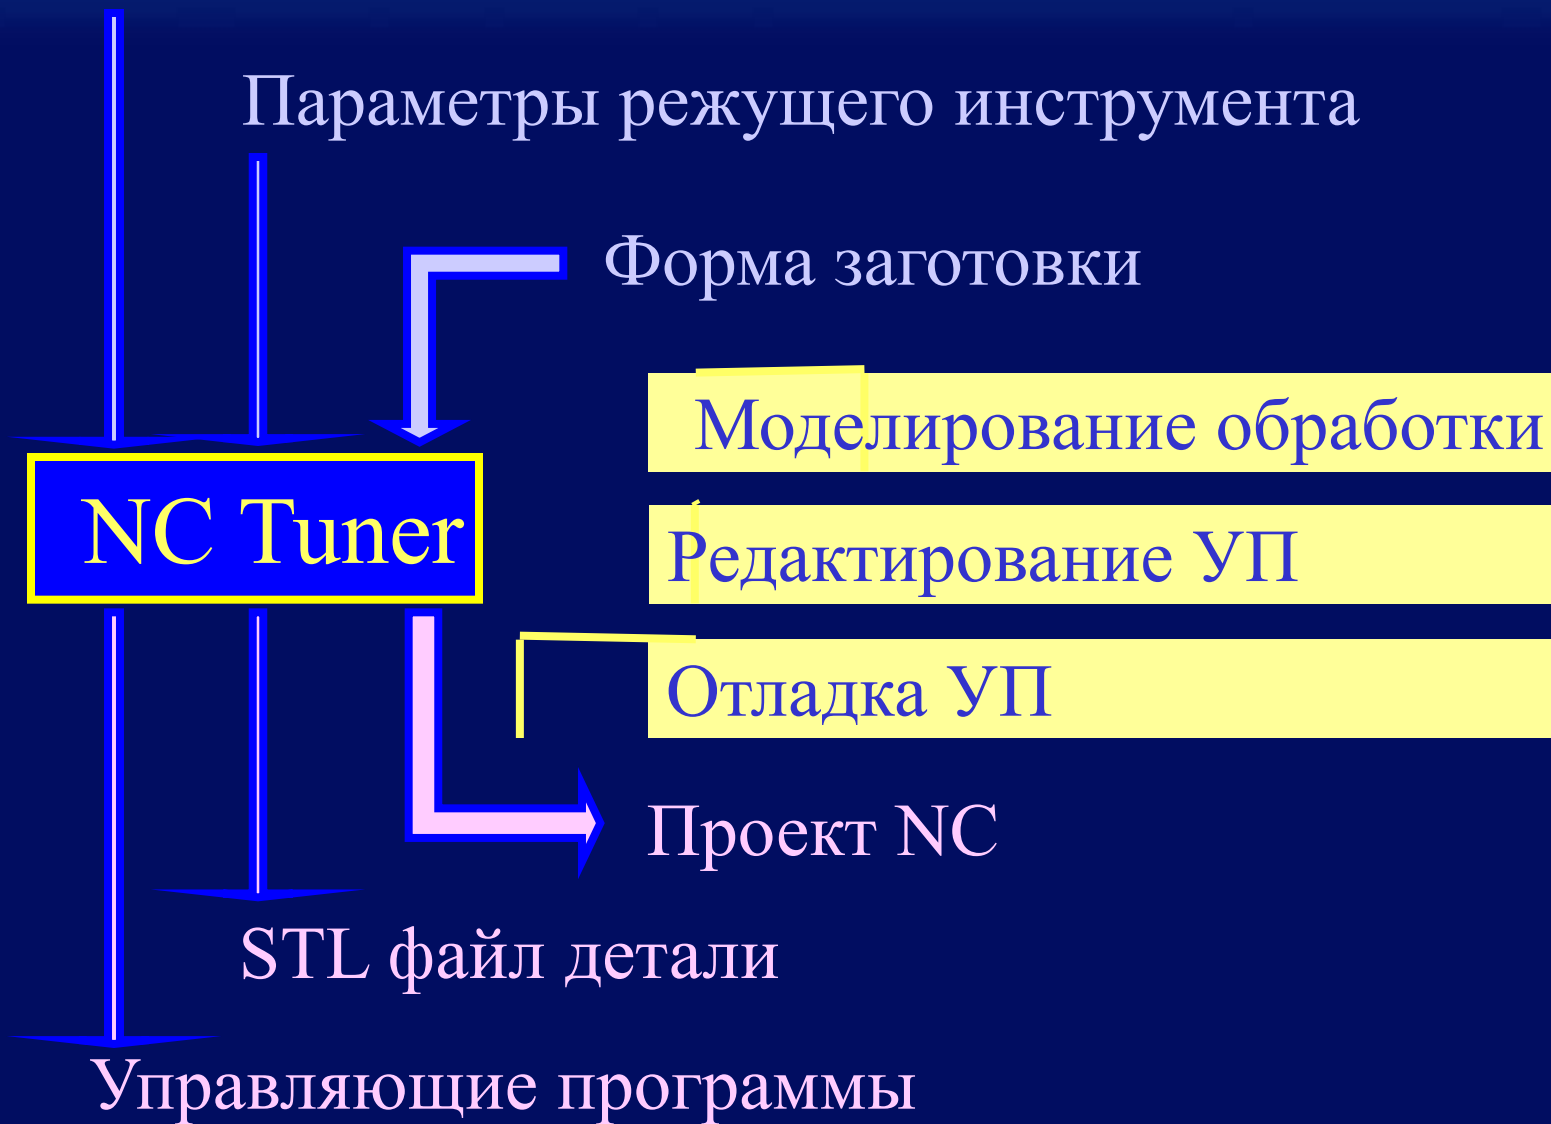 Параметры режущего инструмента
Форма заготовки
Моделирование обработки
NC Tuner
Редактирование УП
Отладка УП
Проект NC
STL файл детали
Управляющие программы